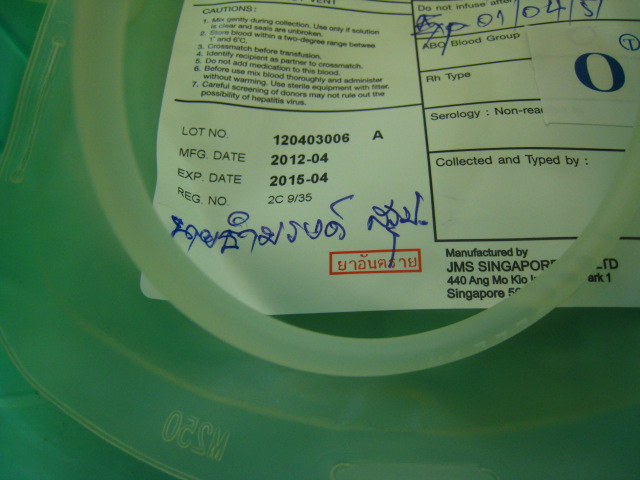 CAUTIONS:
1. Mix gently during collection. Use only if solution
is clear and seals are unbroken.
2. Store blood within a two-degree range betwee
1° and 6°C.
3. Crossmatch before transfusion.
4. Identify recipient as partner to crossmatch.
5. Do not add medication to this blood.
6. Before use mix blood thoroughly and administer
without warming. Use sterile equipment with filter.
7. Careful screening of donors may not rule out the
possibility of hepatitis virus.
LOT NO. 120403006 A
MFG. DATE 2012-04
EXP. DATE 2015-04
REG. NO. 2C 9/35
ยาอันตราย
Do not infuse after
Exp 01/04/5
ABO Blood Group
O
1
Rh Type
Serology : Non-rea
Collected and Typed by :
Manufactured by
JMS SINGAPORE LTD
440 Ang Mo Kio ark 1
Singapore